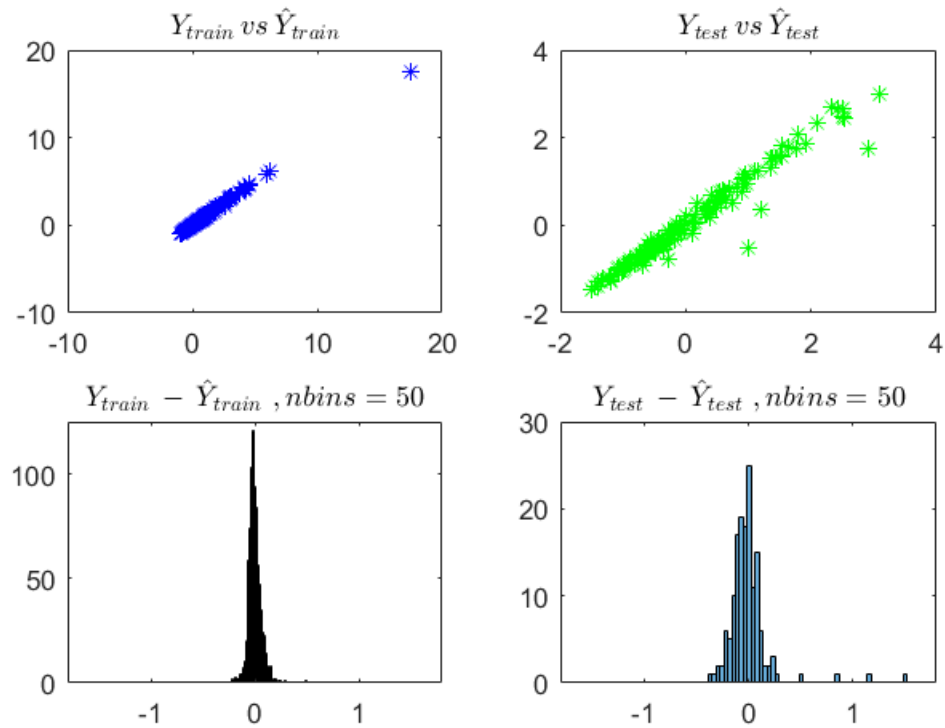 Y_train vs Ŷ_train
20
10
0
-10
-10 0 10 20
Y_test vs Ŷ_test
4
2
0
-2
-2 0 2 4
Y_train − Ŷ_train , nbins = 50
100
50
0
-1 0 1
Y_test − Ŷ_test , nbins = 50
30
20
10
0
-1 0 1